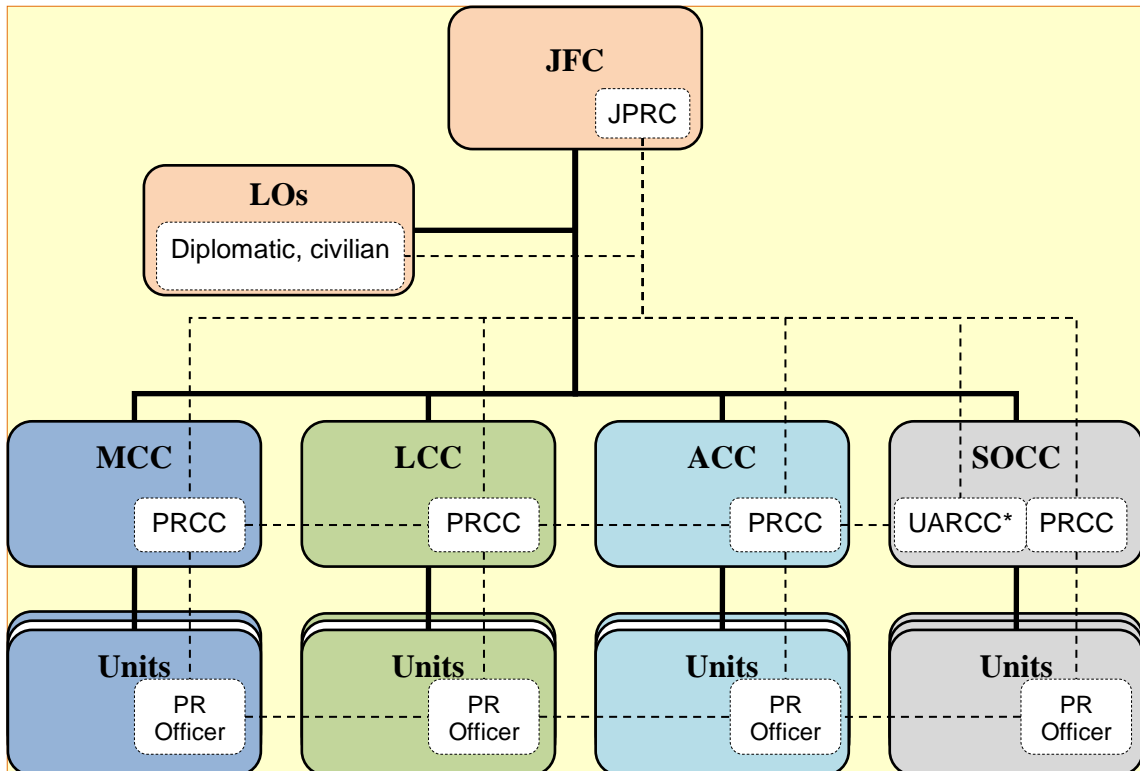 JFC
JPRC
LOs
Diplomatic, civilian
MCC
LCC
ACC
SOCC
PRCC
PRCC
PRCC
UARCC*
PRCC
Units
Units
Units
Units
PR
Officer
PR
Officer
PR
Officer
PR
Officer